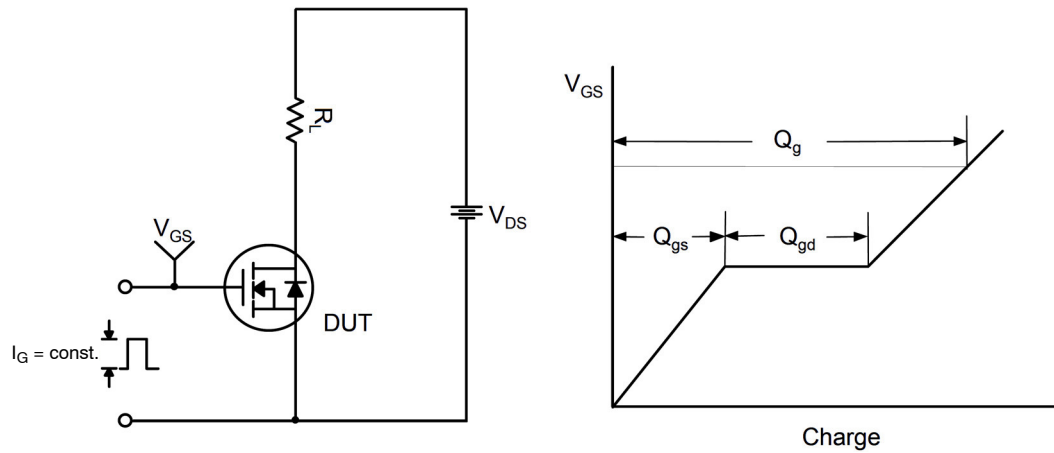 R_L
V_GS
V_DS
DUT
I_G = const.
V_GS
Q_g
Q_gs
Q_gd
Charge